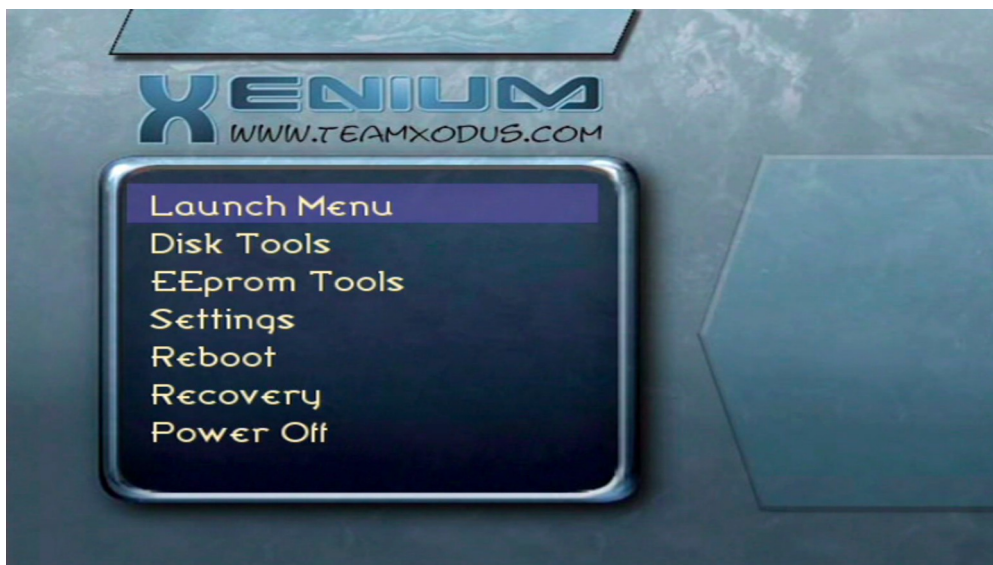 XENIUM
WWW.TEAMXODUS.COM
Launch Menu
Disk Tools
EEprom Tools
Settings
Reboot
Recovery
Power Off